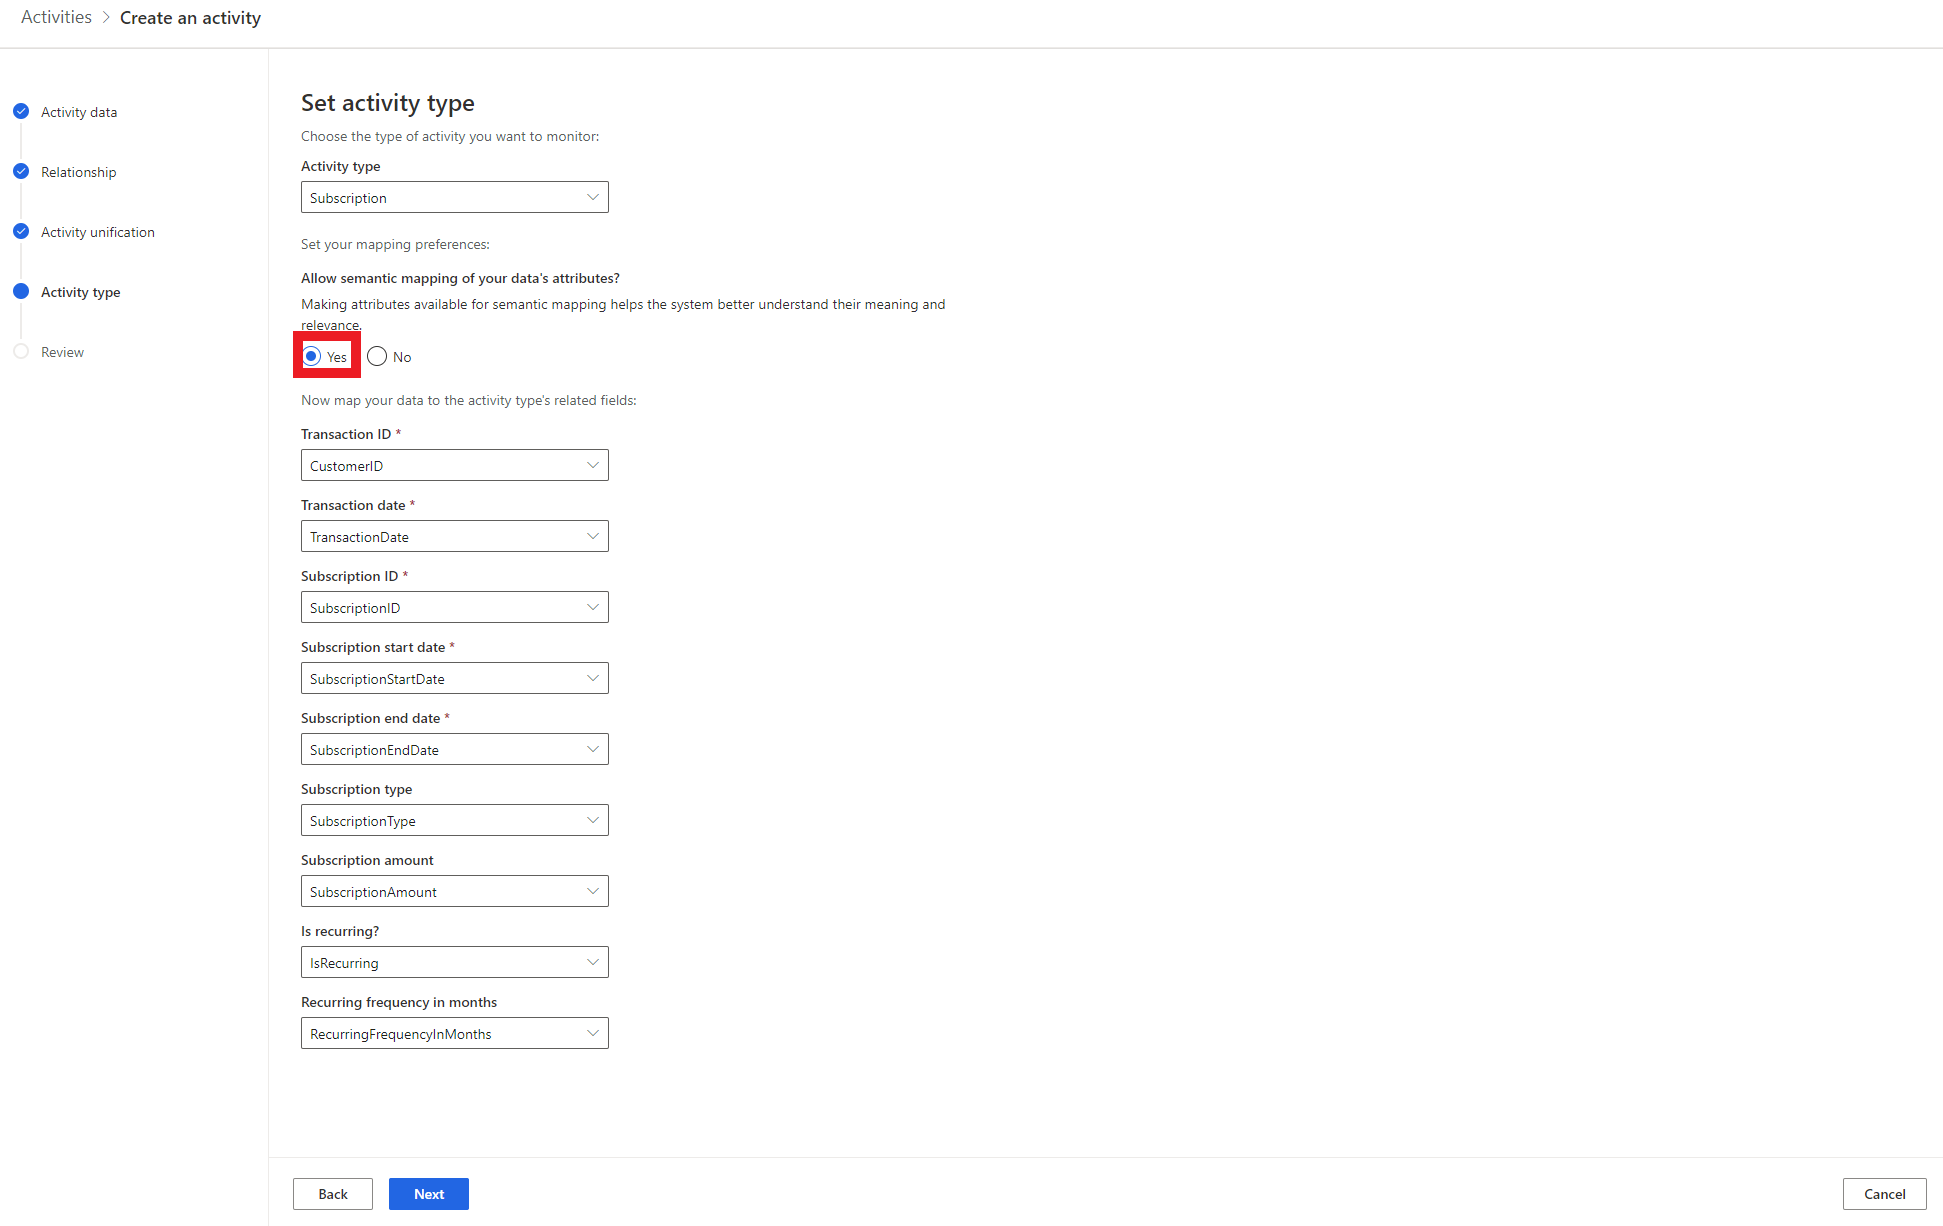 Activities > Create an activity
Activity data
Relationship
Activity unification
Activity type
Review
Set activity type
Choose the type of activity you want to monitor:
Activity type
Subscription
Set your mapping preferences:
Allow semantic mapping of your data's attributes?
Making attributes available for semantic mapping helps the system better understand their meaning and
relevance.
Yes No
Now map your data to the activity type's related fields:
Transaction ID *
CustomerID
Transaction date *
TransactionDate
Subscription ID *
SubscriptionID
Subscription start date *
SubscriptionStartDate
Subscription end date *
SubscriptionEndDate
Subscription type
SubscriptionType
Subscription amount
SubscriptionAmount
Is recurring?
IsRecurring
Recurring frequency in months
RecurringFrequencyInMonths
Back Next Cancel